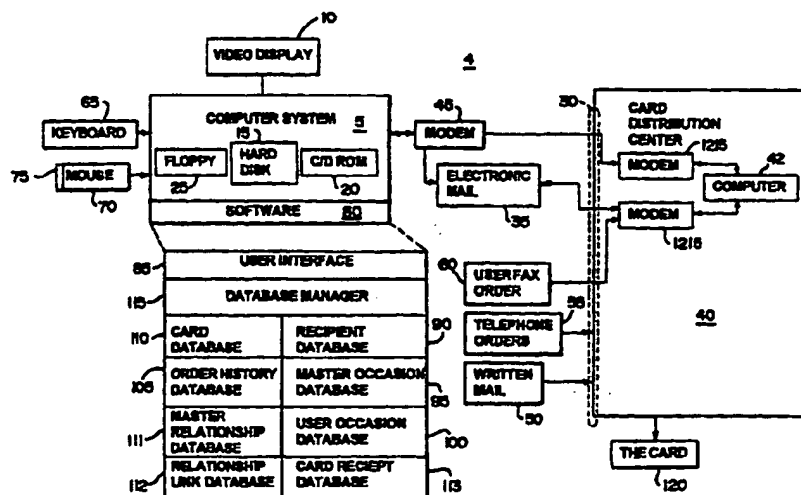 10
VIDEO DISPLAY
4
65
KEYBOARD
75
MOUSE
70
COMPUTER SYSTEM
5
15
FLOPPY
25
HARD
DISK
C/D ROM
20
SOFTWARE
80
45
MODEM
ELECTRONIC
MAIL
35
30
CARD
DISTRIBUTION
CENTER
1215
MODEM
42
COMPUTER
MODEM
1215
60
USER FAX
ORDER
55
TELEPHONE
ORDERS
WRITTEN
MAIL
50
40
THE CARD
120
85
USER INTERFACE
115
DATABASE MANAGER
110
CARD
DATABASE
RECIPIENT
DATABASE
90
105
ORDER HISTORY
DATABASE
MASTER OCCASION
DATABASE
95
111
MASTER
RELATIONSHIP
DATABASE
USER OCCASION
DATABASE
100
112
RELATIONSHIP
LINK DATABASE
CARD RECIEPT
DATABASE
113